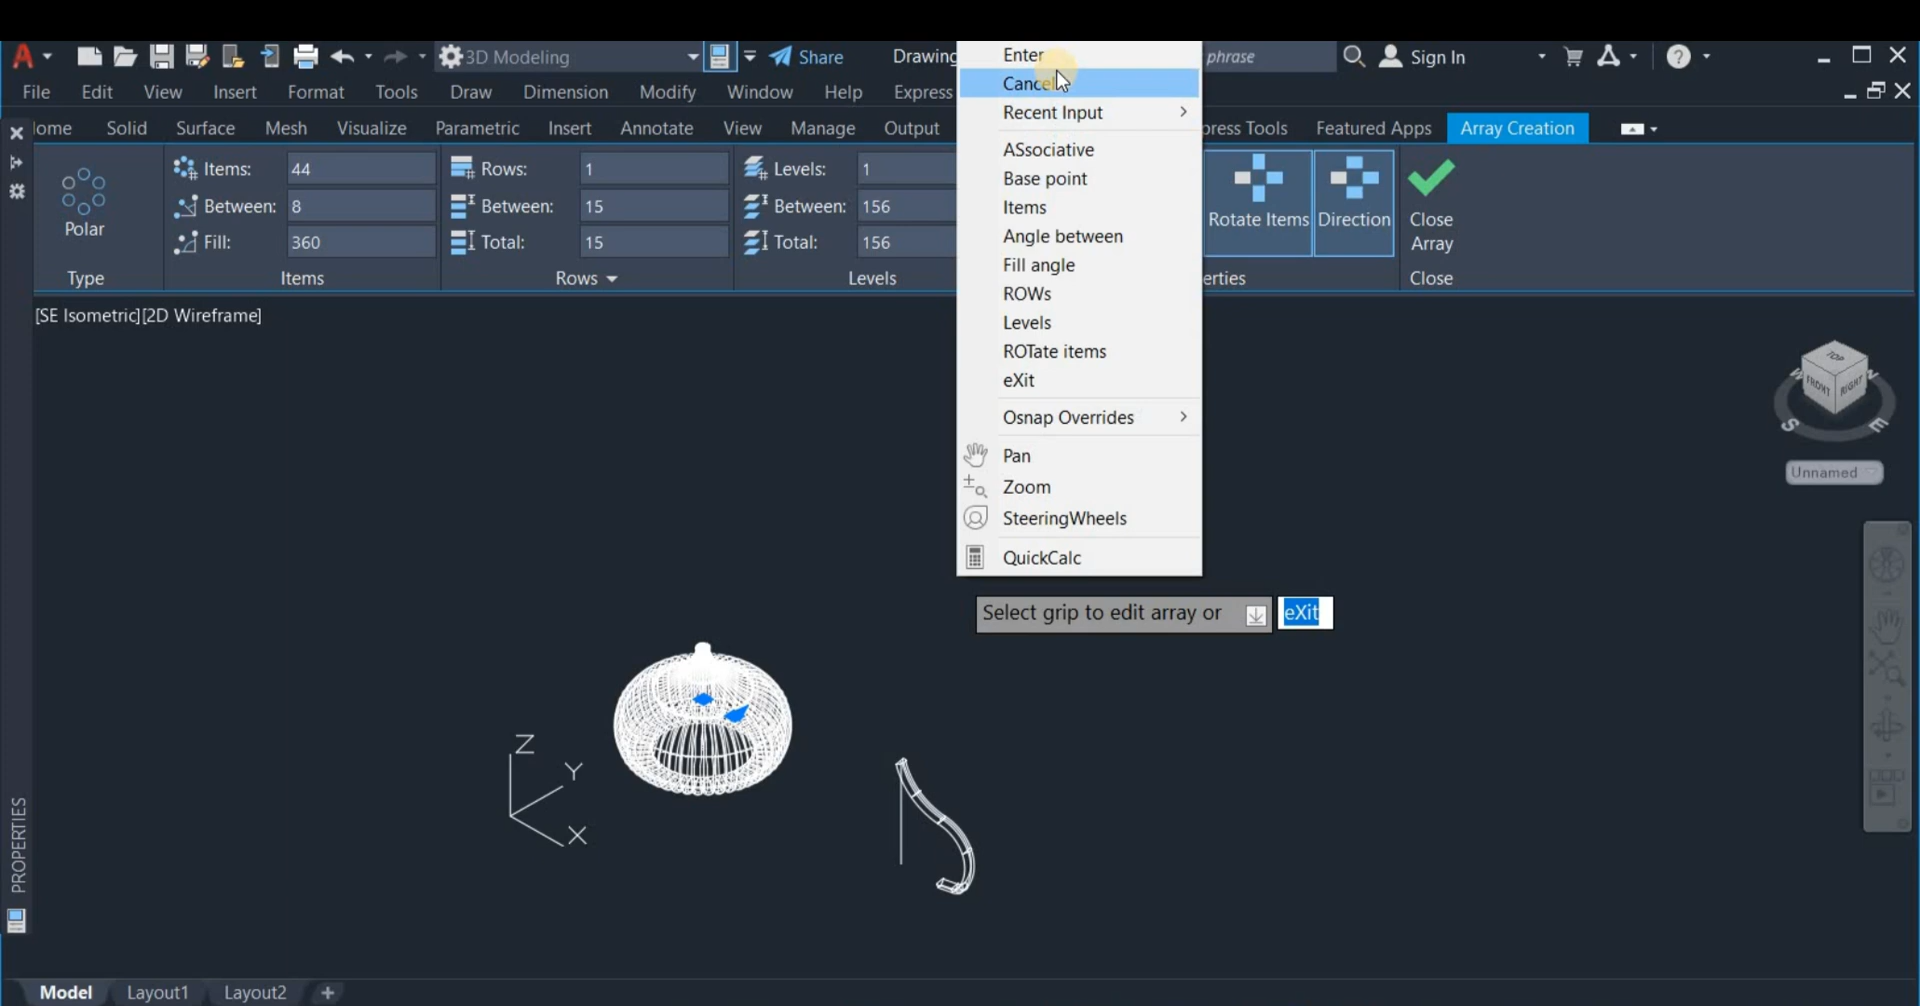 3D Modeling
Share
Drawing
phrase
Sign In
File Edit View Insert Format Tools Draw Dimension Modify Window Help Express
ome Solid Surface Mesh Visualize Parametric Insert Annotate View Manage Output press Tools Featured Apps Array Creation
Polar
Type
Items: 44
Between: 8
Fill: 360
Items
Rows: 1
Between: 15
Total: 15
Rows
Levels: 1
Between: 156
Total: 156
Levels
Rotate Items
Direction
erties
Close
Array
Close
Enter
Cancel
Recent Input
ASsociative
Base point
Items
Angle between
Fill angle
ROWs
Levels
ROTate items
eXit
Osnap Overrides
Pan
Zoom
SteeringWheels
QuickCalc
[SE Isometric][2D Wireframe]
TOP
FRONT
RIGHT
W
N
S
E
Unnamed
Select grip to edit array or
eXit
Z
Y
X
PROPERTIES
Model Layout1 Layout2 +